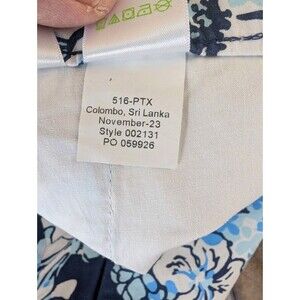 516-PTX
Colombo, Sri Lanka
November-23
Style 002131
PO 059926